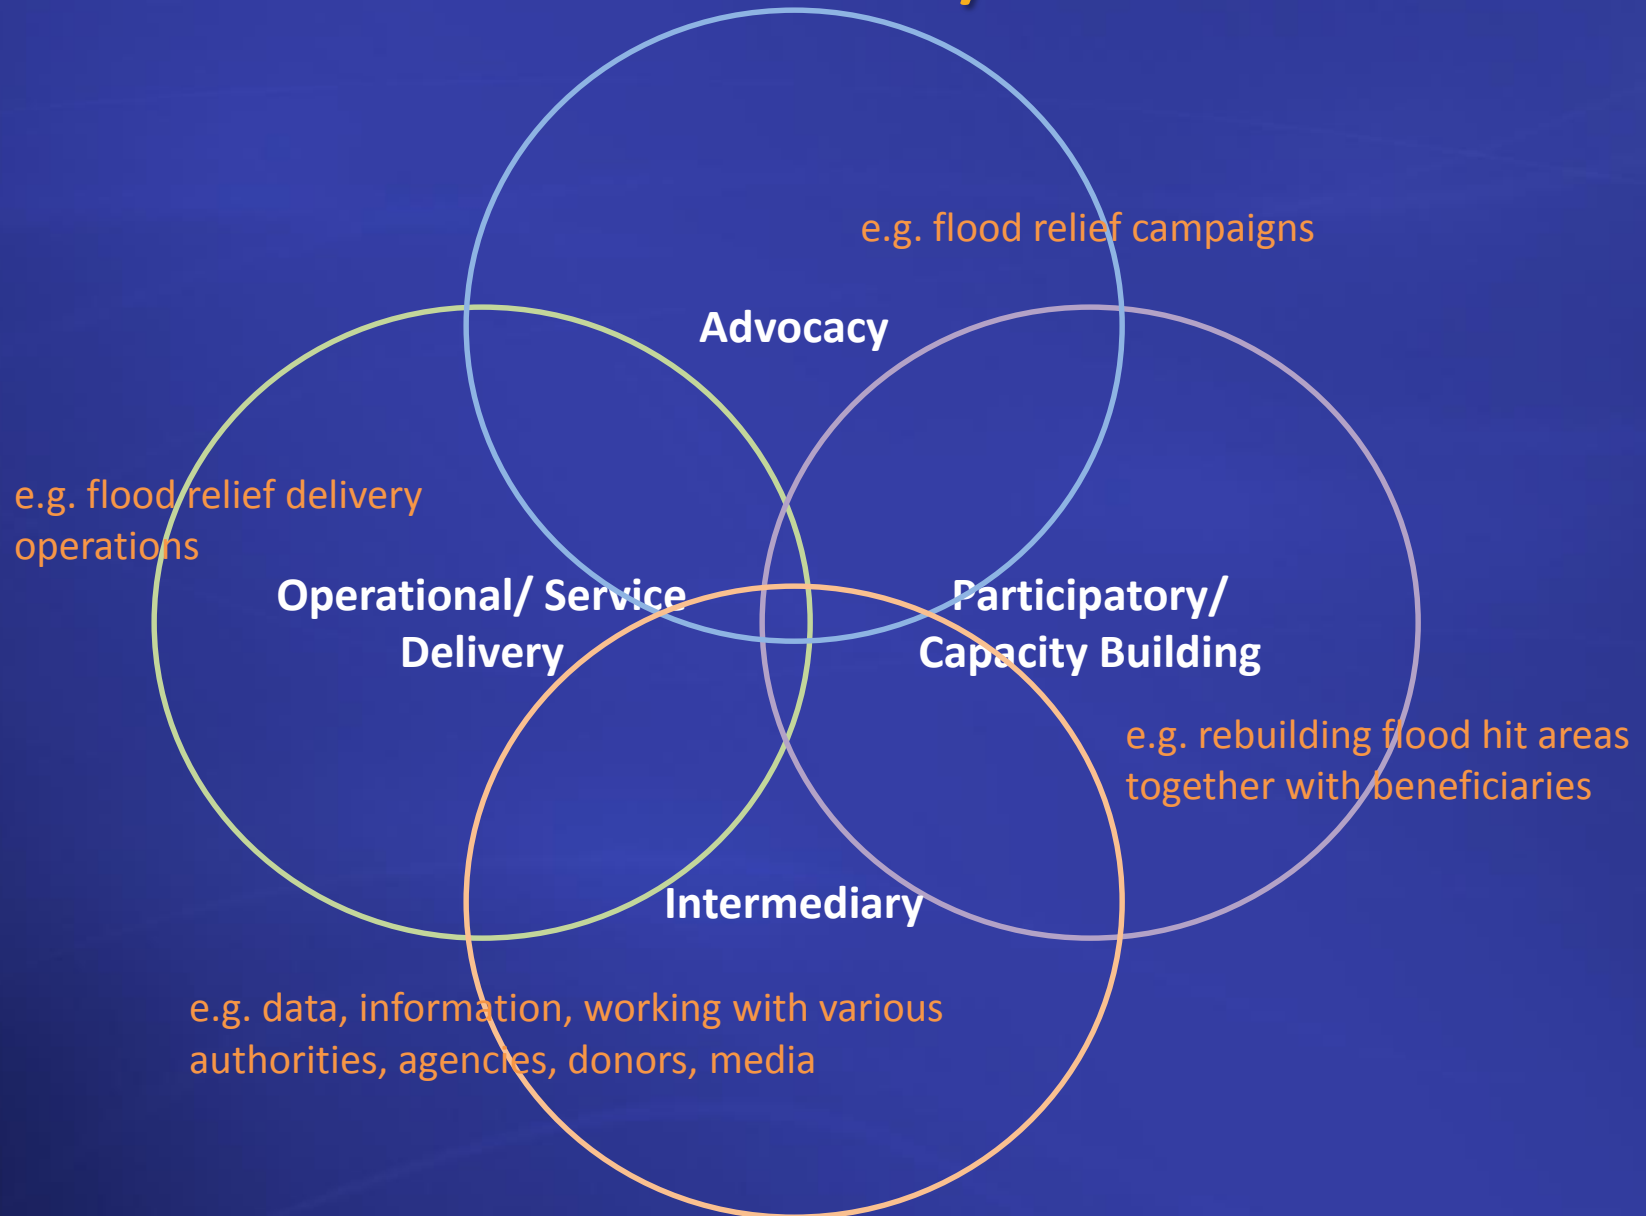 e.g. flood relief campaigns
Advocacy
e.g. flood relief delivery
operations
Operational/ Service
Delivery
Participatory/
Capacity Building
e.g. rebuilding flood hit areas
together with beneficiaries
Intermediary
e.g. data, information, working with various
authorities, agencies, donors, media